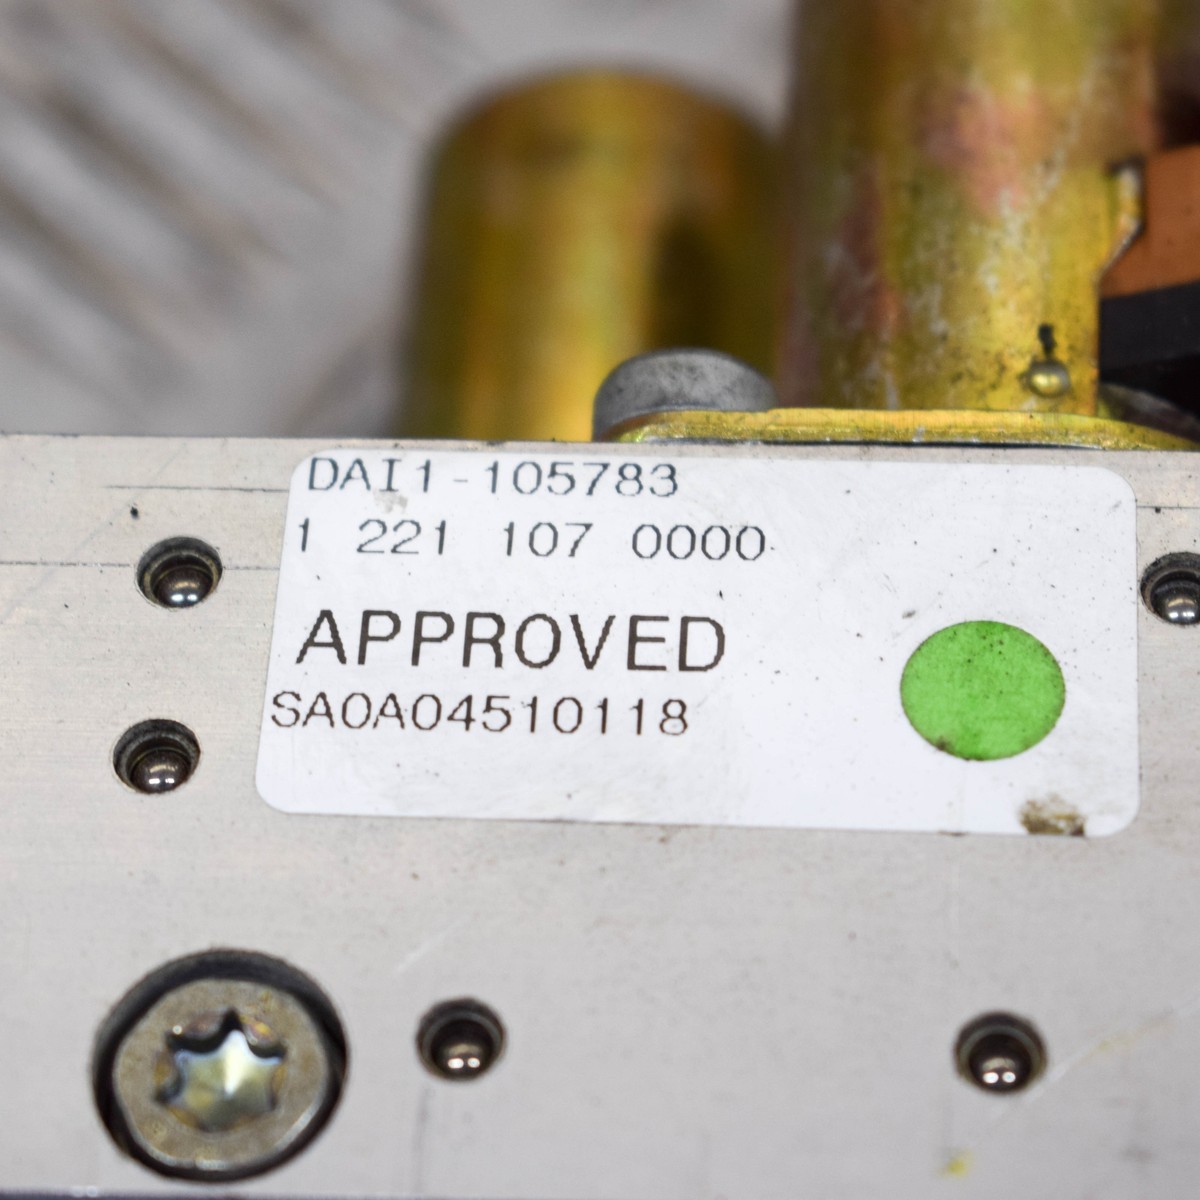 DAI1-105783
1 221 107 0000
APPROVED
SA0A04510118